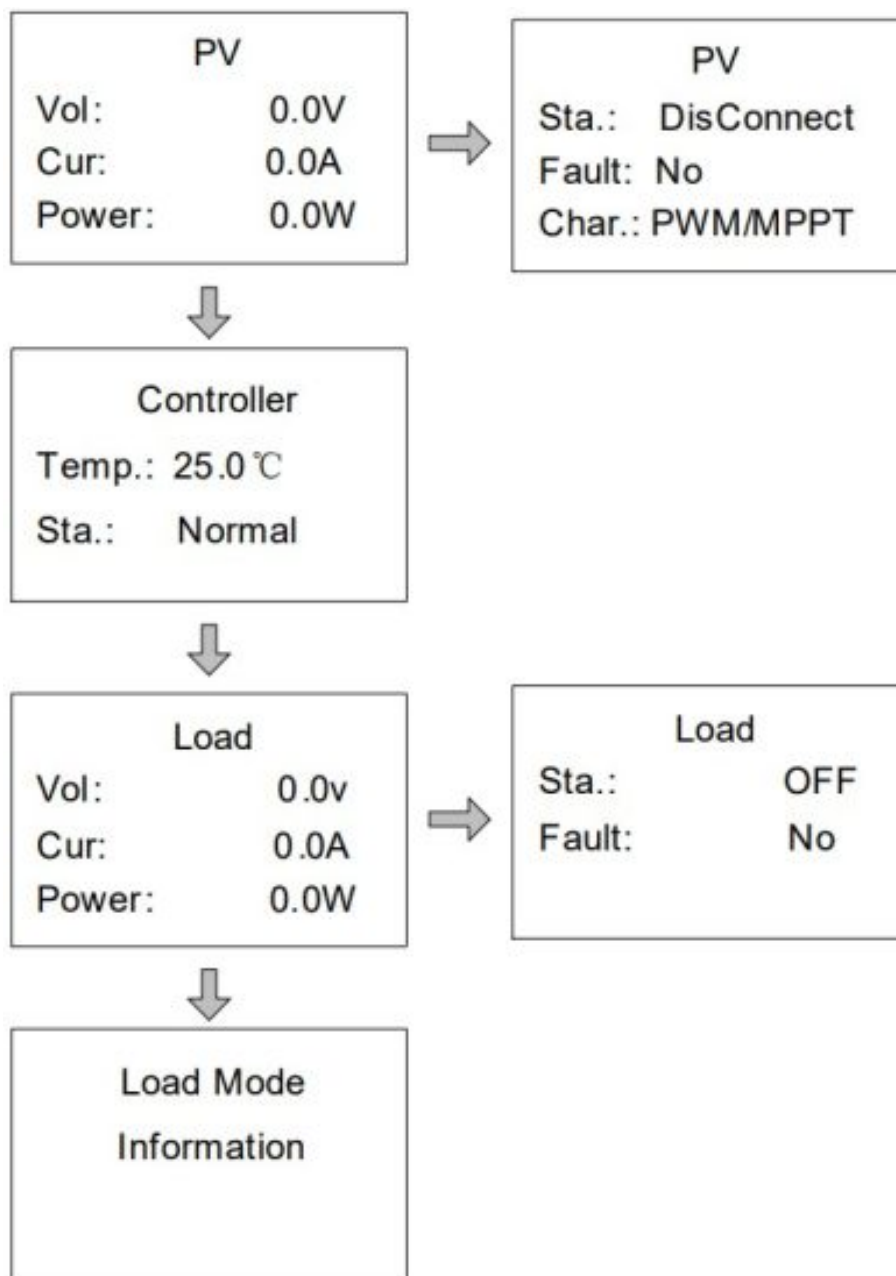 PV
Vol: 0.0V
Cur: 0.0A
Power: 0.0W
PV
Sta.: DisConnect
Fault: No
Char.: PWM/MPPT
Controller
Temp.: 25.0℃
Sta.: Normal
Load
Vol: 0.0v
Cur: 0.0A
Power: 0.0W
Load
Sta.: OFF
Fault: No
Load Mode
Information